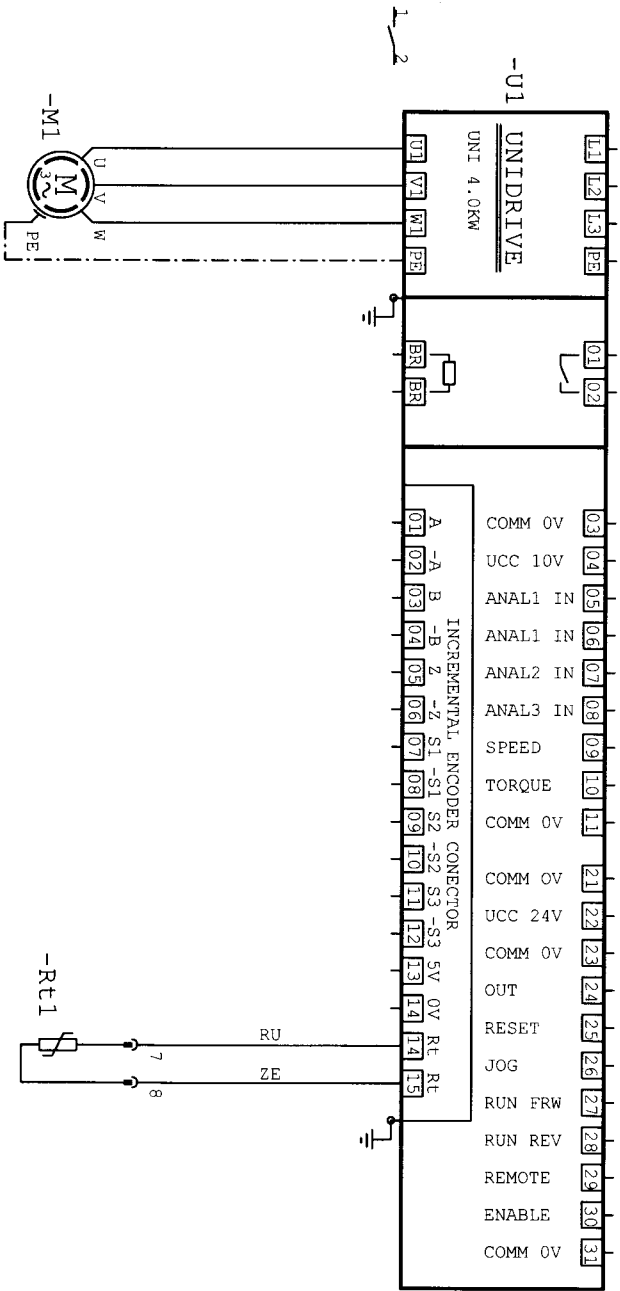 1
2
-U1
UNIDRIVE
UNI 4.0KW
L1
L2
L3
PE
U1
V1
W1
PE
-M1
M
3~
U
V
W
PE
01
02
BR
BR
03 COMM 0V
04 UCC 10V
05 ANAL1 IN
06 ANAL1 IN
07 ANAL2 IN
08 ANAL3 IN
09 SPEED
10 TORQUE
11 COMM 0V
21 COMM OV
22 UCC 24V
23 COMM 0V
24 OUT
25 RESET
26 JOG
27 RUN FRW
28 RUN REV
29 REMOTE
30 ENABLE
31 COMM 0V
INCREMENTAL ENCODER CONECTOR
01 A
02 -A
03 B
04 -B
05 Z
06 -Z
07 S1
08 -S1
09 S2
10 -S2
11 S3
12 -S3
13 5V
14 0V
14 Rt
15 Rt
RU
ZE
7
8
-Rt1